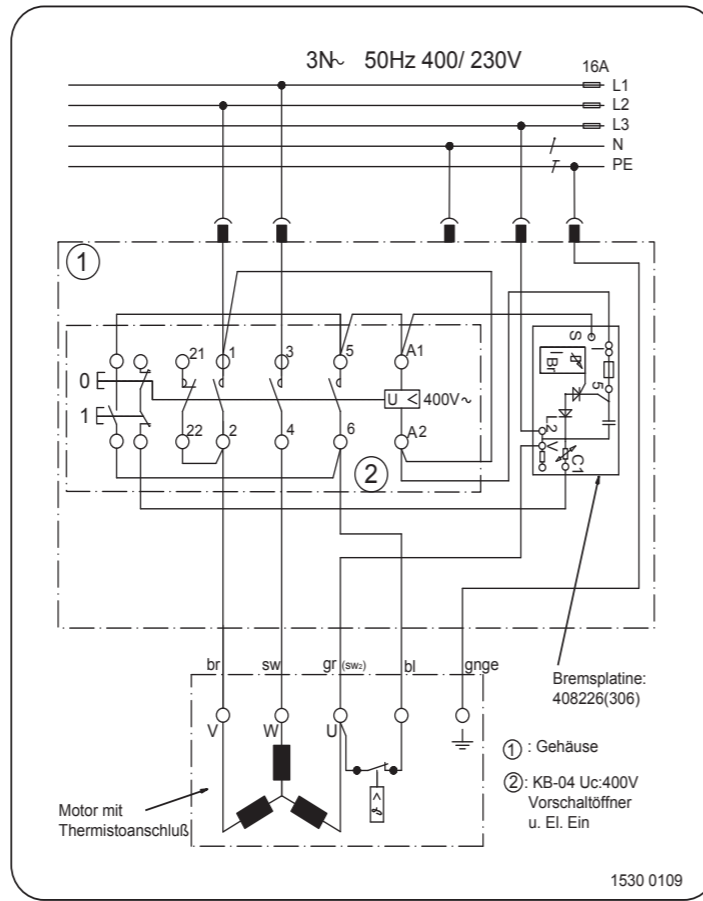 3N~ 50Hz 400/ 230V
16A
L1
L2
L3
N
PE
1
21 1 3 5 A1
0
U < 400V~
1
22 2 4 6 A2
2
S
I
I Br
5
L2
V
C1
br sw gr (sw2) bl gnge
V W U
<
Bremsplatine:
408226(306)
1 : Gehäuse
2: KB-04 Uc:400V
Vorschaltöffner
u. El. Ein
Motor mit
Thermistoanschluß
1530 0109